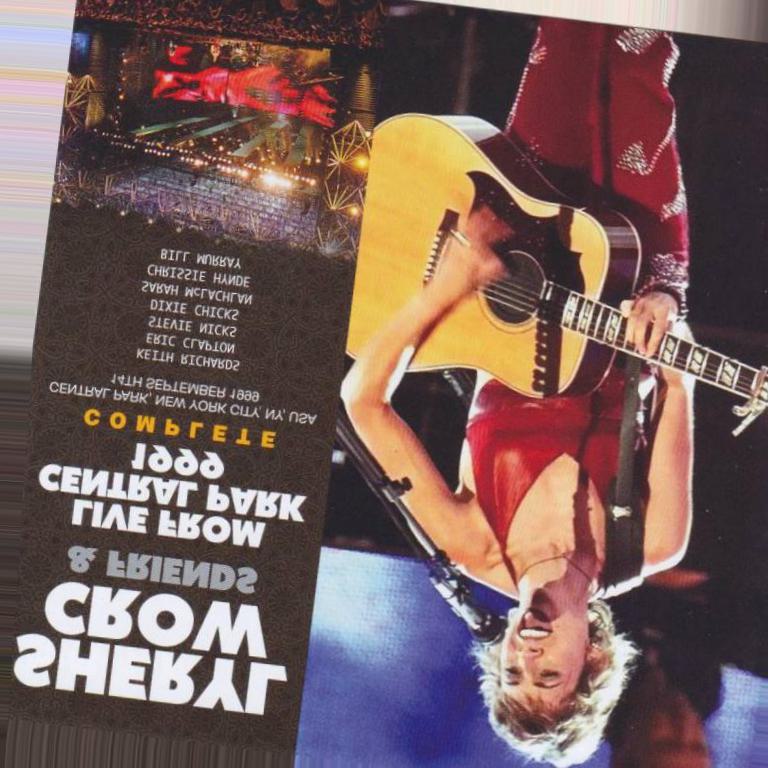 SHERYL
CROW
& FRIENDS
LIVE FROM
CENTRAL PARK
1999
COMPLETE
CENTRAL PARK, NEW YORK CITY, NY, USA
14TH SEPTEMBER 1999
KEITH RICHARDS
ERIC CLAPTON
STEVIE NICKS
DIXIE CHICKS
SARAH McLACHLAN
CHRISSIE HYNDE
BILL MURRAY